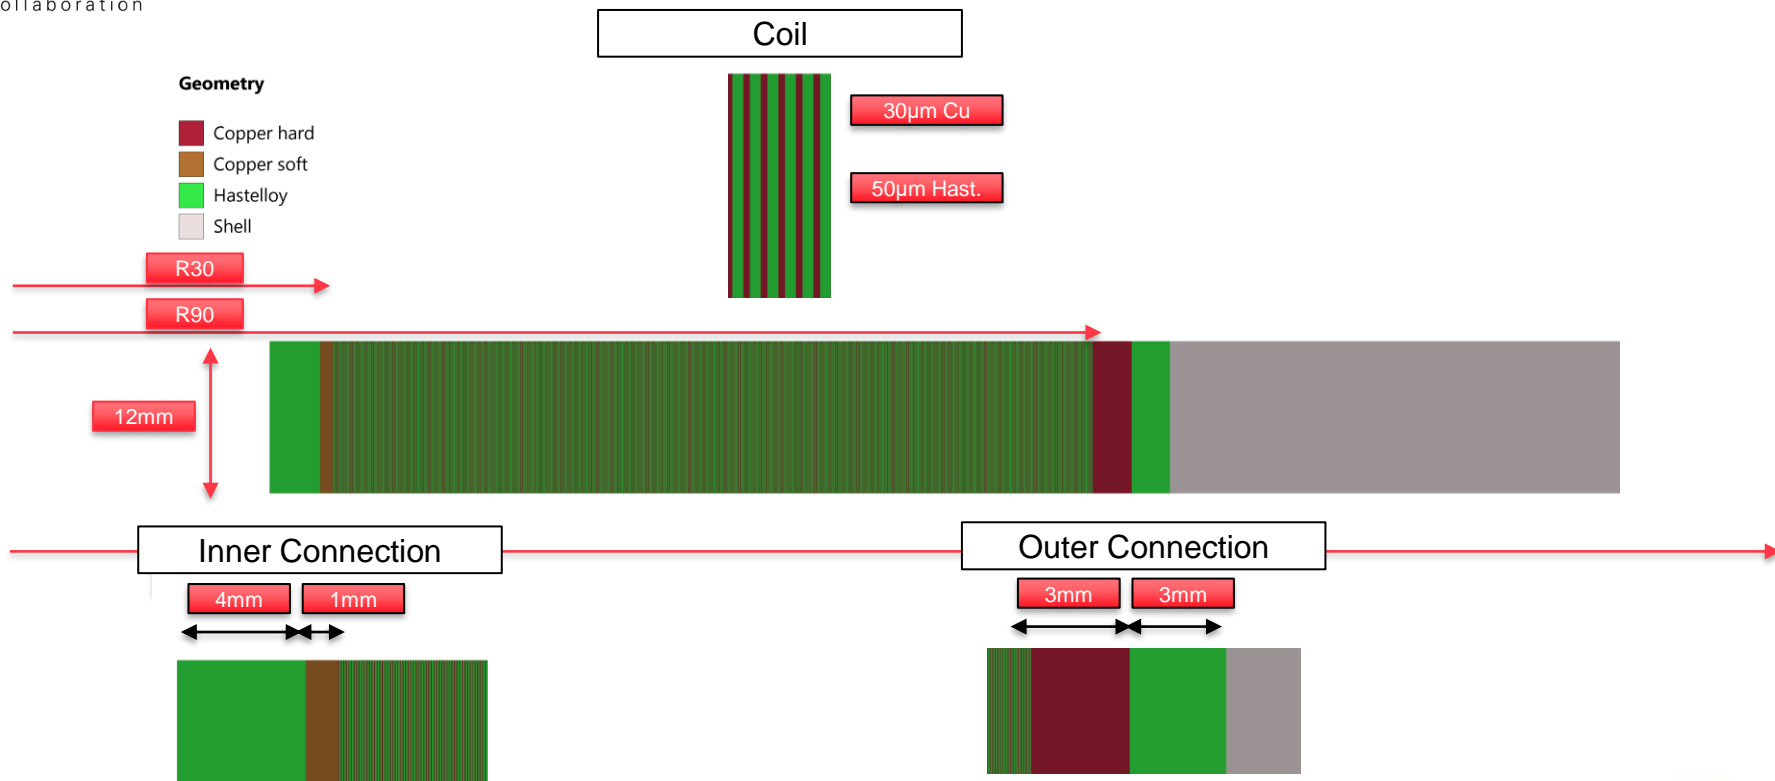 ollaboration
Coil
Geometry
Copper hard
Copper soft
Hastelloy
Shell
30µm Cu
50µm Hast.
R30
R90
12mm
Inner Connection
Outer Connection
4mm
1mm
3mm
3mm